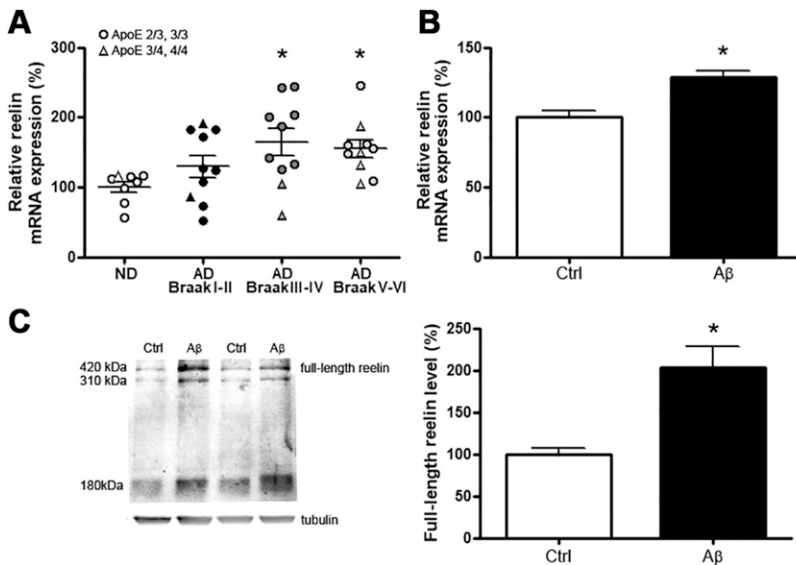 A
ApoE 2/3, 3/3
ApoE 3/4, 4/4
Relative reelin
mRNA expression (%)
300
200
100
0
*
*
ND
AD
Braak I-II
AD
Braak III-IV
AD
Braak V-VI
B
Relative reelin
mRNA expression (%)
150
100
50
0
*
Ctrl
Aβ
C
Ctrl
Aβ
Ctrl
Aβ
420 kDa
full-length reelin
310 kDa
180kDa
tubulin
Full-length reelin level (%)
250
200
150
100
50
0
*
Ctrl
Aβ